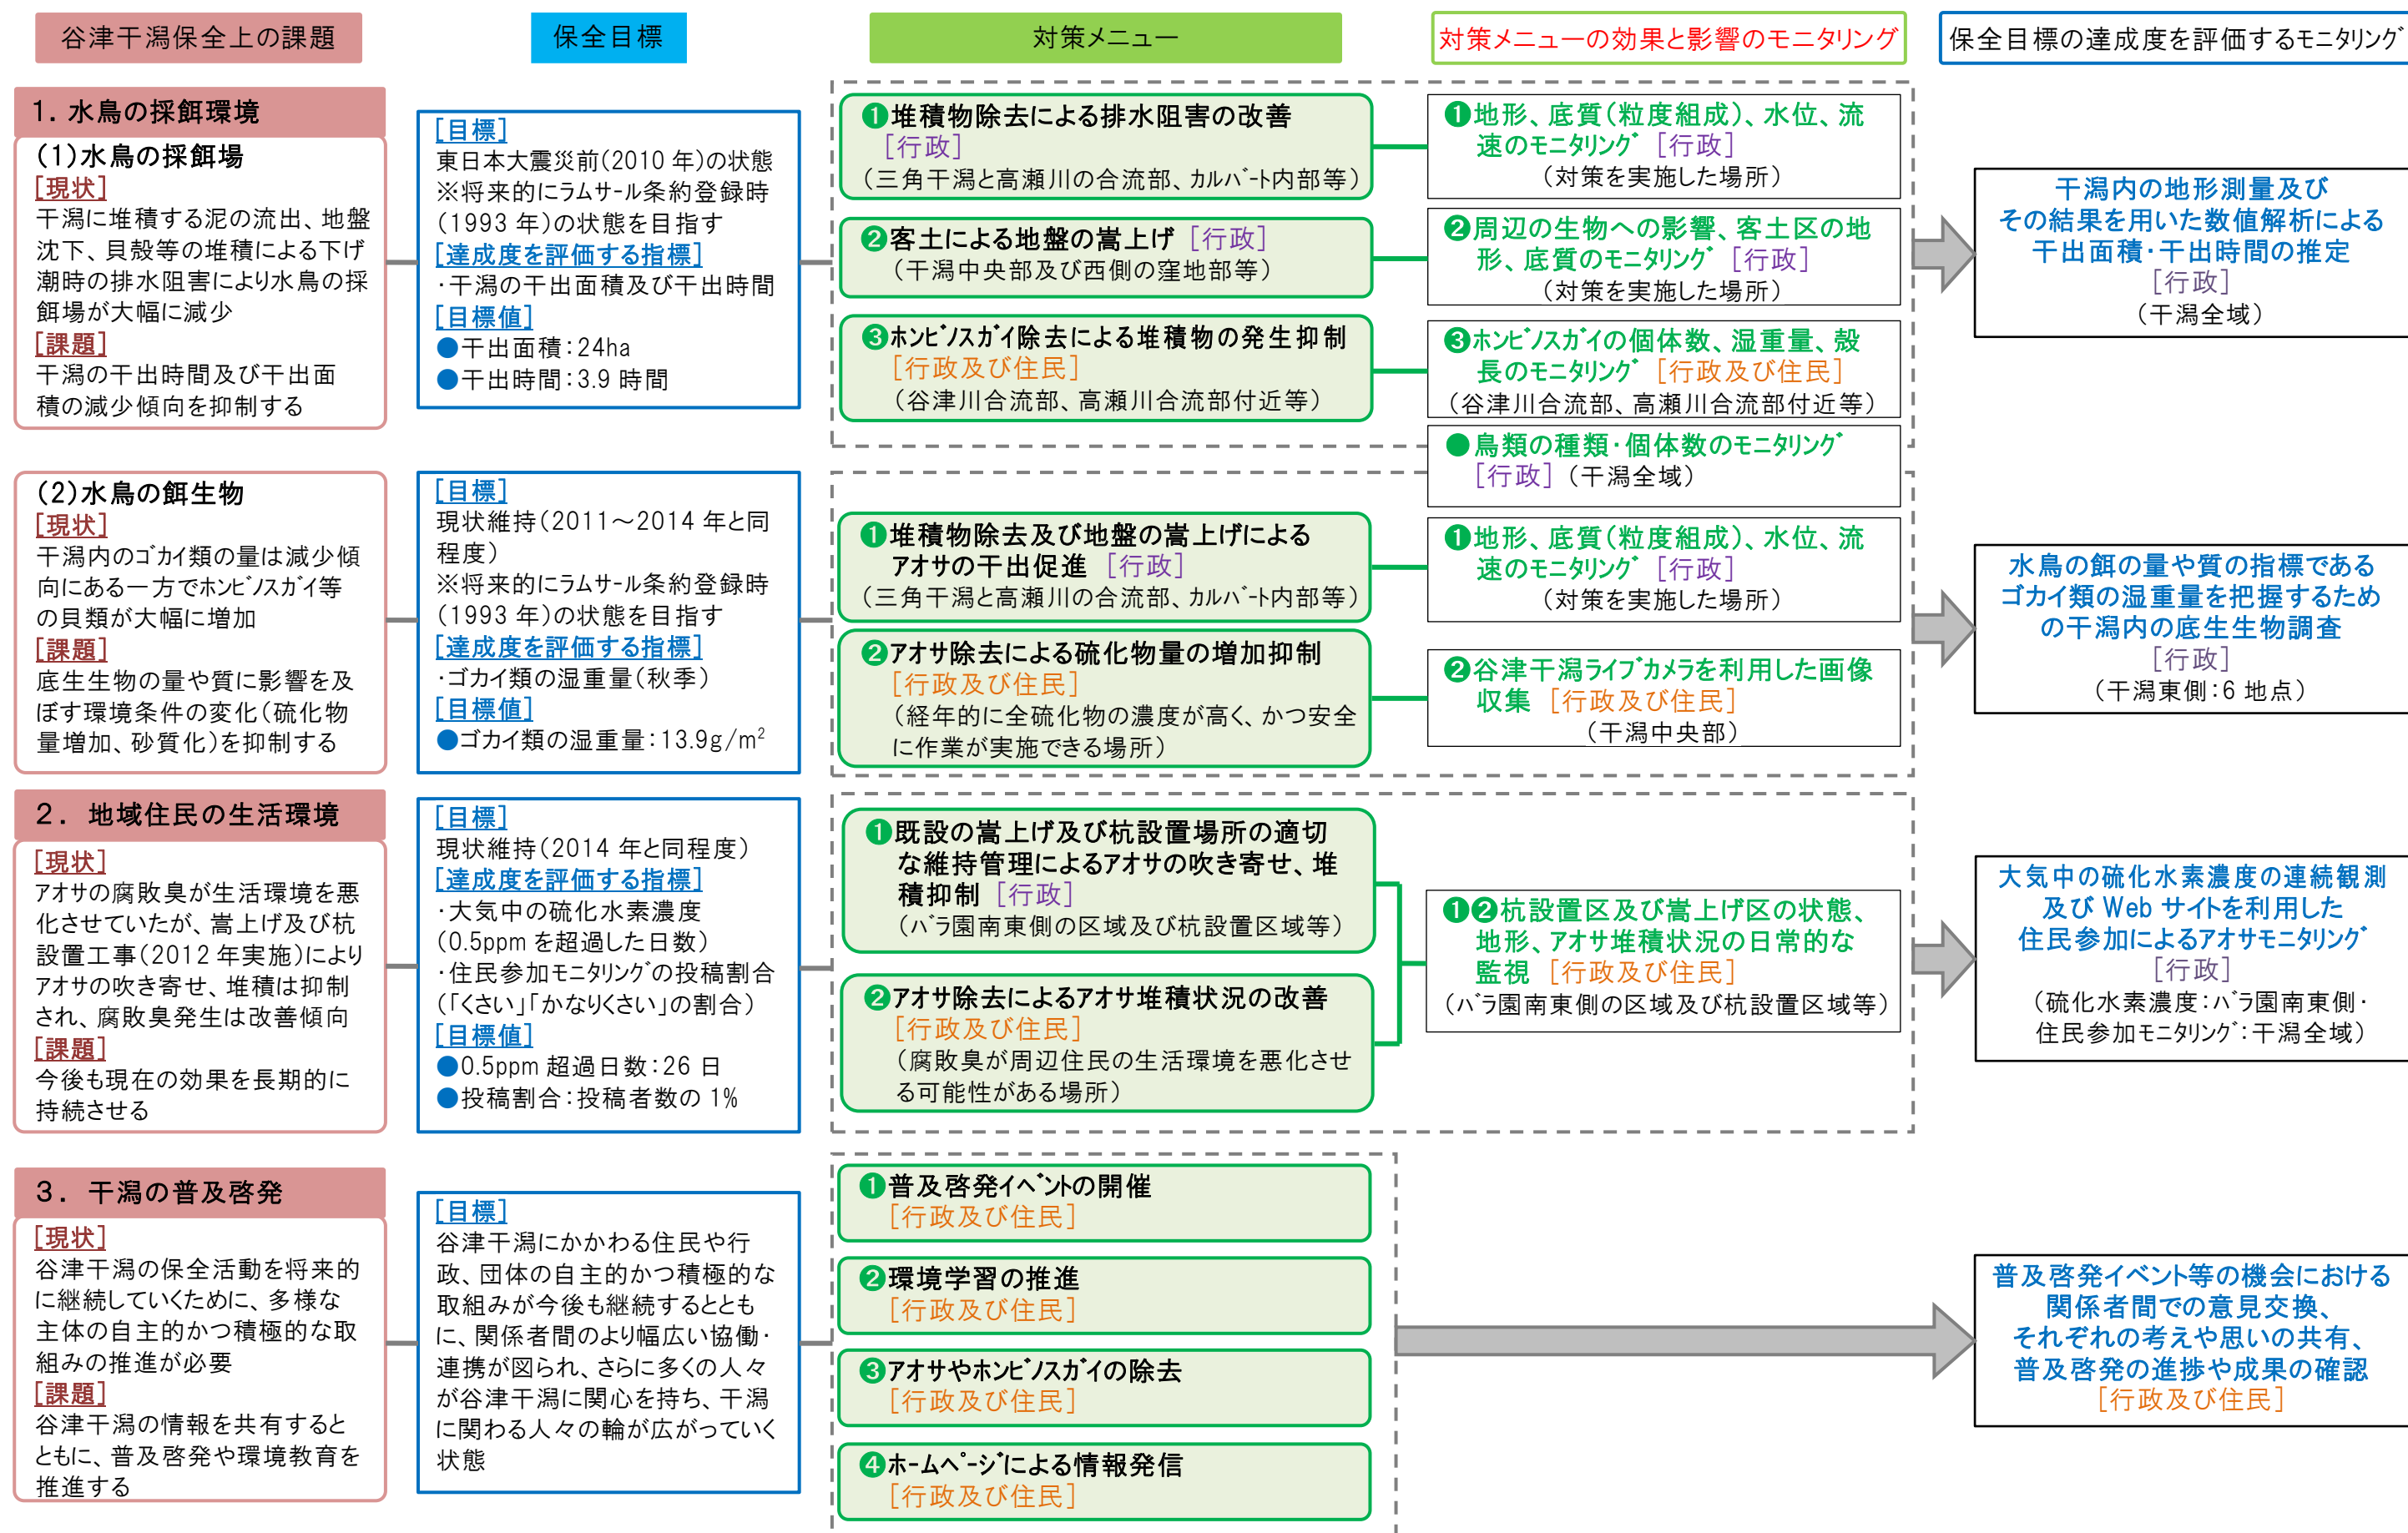 谷津干潟保全上の課題
保全目標
対策メニュー
対策メニューの効果と影響のモニタリング
保全目標の達成度を評価するモニタリング
1．水鳥の採餌環境
(1)水鳥の採餌場
[現状]
干潟に堆積する泥の流出、地盤
沈下、貝殻等の堆積による下げ
潮時の排水阻害により水鳥の採
餌場が大幅に減少
[課題]
干潟の干出時間及び干出面
積の減少傾向を抑制する
[目標]
東日本大震災前(2010年)の状態
※将来的にラムサール条約登録時
(1993年)の状態を目指す
[達成度を評価する指標]
・干潟の干出面積及び干出時間
[目標値]
●干出面積：24ha
●干出時間：3.9時間
❶堆積物除去による排水阻害の改善
[行政]
(三角干潟と高瀬川の合流部、カルバート内部等)
❷客土による地盤の嵩上げ [行政]
(干潟中央部及び西側の窪地部等)
❸ホンビノスガイ除去による堆積物の発生抑制
[行政及び住民]
(谷津川合流部、高瀬川合流部付近等)
❶地形、底質(粒度組成)、水位、流
速のモニタリング [行政]
(対策を実施した場所)
❷周辺の生物への影響、客土区の地
形、底質のモニタリング [行政]
(対策を実施した場所)
❸ホンビノスガイの個体数、湿重量、殻
長のモニタリング [行政及び住民]
(谷津川合流部、高瀬川合流部付近等)
●鳥類の種類・個体数のモニタリング
[行政] (干潟全域)
干潟内の地形測量及び
その結果を用いた数値解析による
干出面積・干出時間の推定
[行政]
(干潟全域)
(2)水鳥の餌生物
[現状]
干潟内のゴカイ類の量は減少傾
向にある一方でホンビノスガイ等
の貝類が大幅に増加
[課題]
底生生物の量や質に影響を及
ぼす環境条件の変化(硫化物
量増加、砂質化)を抑制する
[目標]
現状維持(2011～2014年と同
程度)
※将来的にラムサール条約登録時
(1993年)の状態を目指す
[達成度を評価する指標]
・ゴカイ類の湿重量(秋季)
[目標値]
●ゴカイ類の湿重量：13.9g/m²
❶堆積物除去及び地盤の嵩上げによる
アオサの干出促進 [行政]
(三角干潟と高瀬川の合流部、カルバート内部等)
❷アオサ除去による硫化物量の増加抑制
[行政及び住民]
(経年的に全硫化物の濃度が高く、かつ安全
に作業が実施できる場所)
❶地形、底質(粒度組成)、水位、流
速のモニタリング [行政]
(対策を実施した場所)
❷谷津干潟ライブカメラを利用した画像
収集 [行政及び住民]
(干潟中央部)
水鳥の餌の量や質の指標である
ゴカイ類の湿重量を把握するため
の干潟内の底生生物調査
[行政]
(干潟東側：6地点)
2．地域住民の生活環境
[現状]
アオサの腐敗臭が生活環境を悪
化させていたが、嵩上げ及び杭
設置工事(2012年実施)により
アオサの吹き寄せ、堆積は抑制
され、腐敗臭発生は改善傾向
[課題]
今後も現在の効果を長期的に
持続させる
[目標]
現状維持(2014年と同程度)
[達成度を評価する指標]
・大気中の硫化水素濃度
(0.5ppmを超過した日数)
・住民参加モニタリングの投稿割合
(「くさい」「かなりくさい」の割合)
[目標値]
●0.5ppm超過日数：26日
●投稿割合：投稿者数の1%
❶既設の嵩上げ及び杭設置場所の適切
な維持管理によるアオサの吹き寄せ、堆
積抑制 [行政]
(バラ園南東側の区域及び杭設置区域等)
❷アオサ除去によるアオサ堆積状況の改善
[行政及び住民]
(腐敗臭が周辺住民の生活環境を悪化させ
る可能性がある場所)
❶❷杭設置区及び嵩上げ区の状態、
地形、アオサ堆積状況の日常的な
監視 [行政及び住民]
(バラ園南東側の区域及び杭設置区域等)
大気中の硫化水素濃度の連続観測
及びWebサイトを利用した
住民参加によるアオサモニタリング
[行政]
(硫化水素濃度：バラ園南東側・
住民参加モニタリング：干潟全域)
3．干潟の普及啓発
[現状]
谷津干潟の保全活動を将来的
に継続していくために、多様な
主体の自主的かつ積極的な取
組みの推進が必要
[課題]
谷津干潟の情報を共有すると
ともに、普及啓発や環境教育を
推進する
[目標]
谷津干潟にかかわる住民や行
政、団体の自主的かつ積極的な
取組みが今後も継続するととも
に、関係者間のより幅広い協働・
連携が図られ、さらに多くの人々
が谷津干潟に関心を持ち、干潟
に関わる人々の輪が広がっていく
状態
❶普及啓発イベントの開催
[行政及び住民]
❷環境学習の推進
[行政及び住民]
❸アオサやホンビノスガイの除去
[行政及び住民]
❹ホームページによる情報発信
[行政及び住民]
普及啓発イベント等の機会における
関係者間での意見交換、
それぞれの考えや思いの共有、
普及啓発の進捗や成果の確認
[行政及び住民]